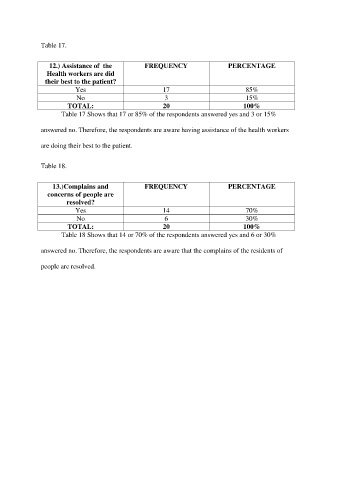 Table 17.
12.) Assistance of the FREQUENCY PERCENTAGE
Health workers are did
their best to the patient?
Yes 17 85%
No 3 15%
TOTAL: 20 100%
Table 17 Shows that 17 or 85% of the respondents answered yes and 3 or 15%
answered no. Therefore, the respondents are aware having assistance of the health workers
are doing their best to the patient.
Table 18.
13.)Complains and FREQUENCY PERCENTAGE
concerns of people are
resolved?
Yes 14 70%
No 6 30%
TOTAL: 20 100%
Table 18 Shows that 14 or 70% of the respondents answered yes and 6 or 30%
answered no. Therefore, the respondents are aware that the complains of the residents of
people are resolved.